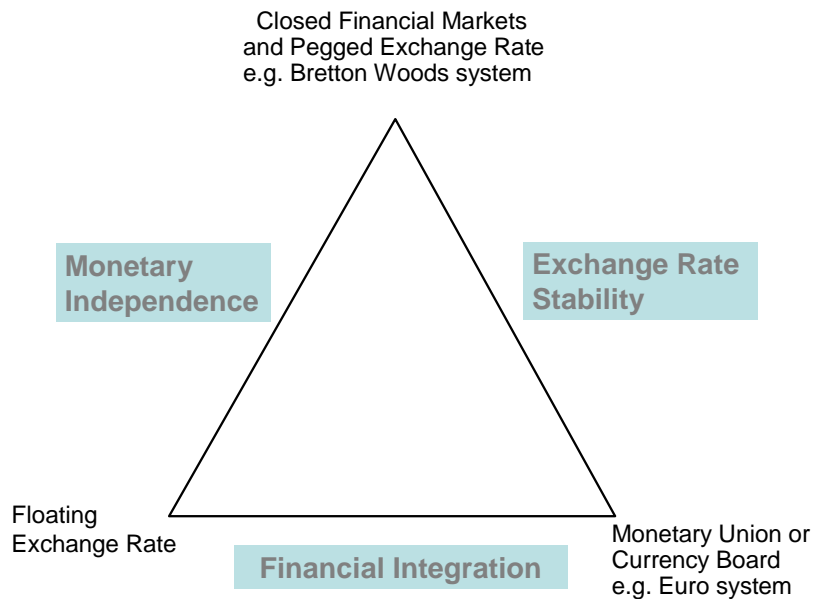 Closed Financial Markets
and Pegged Exchange Rate
e.g. Bretton Woods system
Monetary
Independence
Exchange Rate
Stability
Floating
Exchange Rate
Financial Integration
Monetary Union or
Currency Board
e.g. Euro system